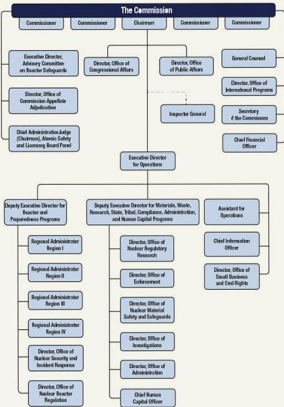 The Commission
Commissioner
Commissioner
Chairman
Commissioner
Commissioner
Executive Director,
Advisory Committee
on Reactor Safeguards
Director, Office of
Congressional Affairs
Director, Office
of Public Affairs
General Counsel
Director, Office of
International Programs
Director, Office of
Commission Appellate
Adjudication
Inspector General
Secretary
of the Commission
Chief Administrative Judge
(Chairman), Atomic Safety
and Licensing Board Panel
Chief Financial
Officer
Executive Director
for Operations
Deputy Executive Director for
Reactor and
Preparedness Programs
Deputy Executive Director for Materials, Waste,
Research, State, Tribal, Compliance, Administration,
and Human Capital Programs
Assistant for
Operations
Regional Administrator
Region I
Director, Office of
Nuclear Regulatory
Research
Chief Information
Officer
Regional Administrator
Region II
Director, Office of
Enforcement
Director, Office of
Small Business
and Civil Rights
Regional Administrator
Region III
Director, Office of
Nuclear Material
Safety and Safeguards
Regional Administrator
Region IV
Director, Office of
Investigations
Director, Office of
Nuclear Security and
Incident Response
Director, Office of
Administration
Director, Office of
Nuclear Reactor
Regulation
Chief Human
Capital Officer